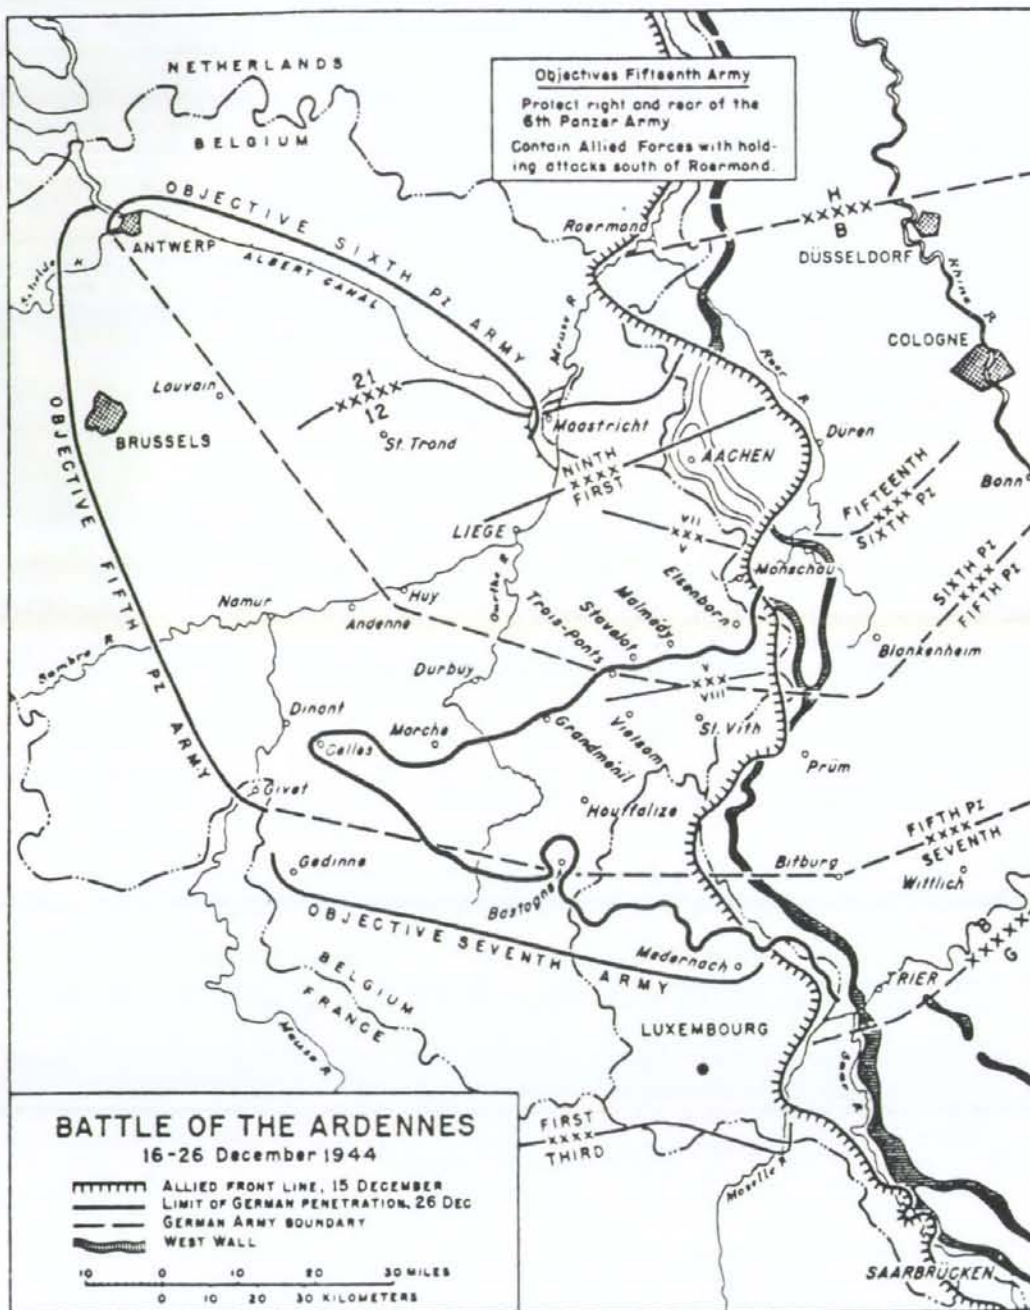 NETHERLANDS
BELGIUM
Objectives Fifteenth Army
Protect right and rear of the
6th Panzer Army.
Contain Allied Forces with hold-
ing attacks south of Roermond.
OBJECTIVE SIXTH PZ ARMY
ANTWERP
ALBERT CANAL
Schelde R
Roermond
H
XXXXX
B
DÜSSELDORF
Rhine R
COLOGNE
Meuse R
Roer R
Louvain
21
XXXXX
12
St. Trond
BRUSSELS
Maastricht
AACHEN
Düren
Bonn
NINTH
XXXX
FIRST
FIFTEENTH
XXXX
SIXTH PZ
LIEGE
VII
XXX
V
Monschau
Elsenborn
SIXTH PZ
XXXX
FIFTH PZ
OBJECTIVE FIFTH PZ ARMY
Namur
Huy
Andenne
Ourthe R
Malmédy
Stavelot
Trois-Ponts
Blankenheim
Sambre R
Durbuy
V
XXX
VIII
Dinant
Celles
Marche
Grandménil
Vielsam
St. Vith
Prüm
Givet
Houffalize
FIFTH PZ
XXXX
SEVENTH
Gedinne
Bastogne
Bitburg
Wittlich
OBJECTIVE SEVENTH ARMY
Medernach
B
XXXXX
G
TRIER
BELGIUM
FRANCE
Meuse R
LUXEMBOURG
Saar R
FIRST
XXXX
THIRD
Moselle
SAARBRÜCKEN
BATTLE OF THE ARDENNES
16-26 December 1944
ALLIED FRONT LINE, 15 DECEMBER
LIMIT OF GERMAN PENETRATION, 26 DEC
GERMAN ARMY BOUNDARY
WEST WALL
10 0 10 20 30 MILES
0 10 20 30 KILOMETERS